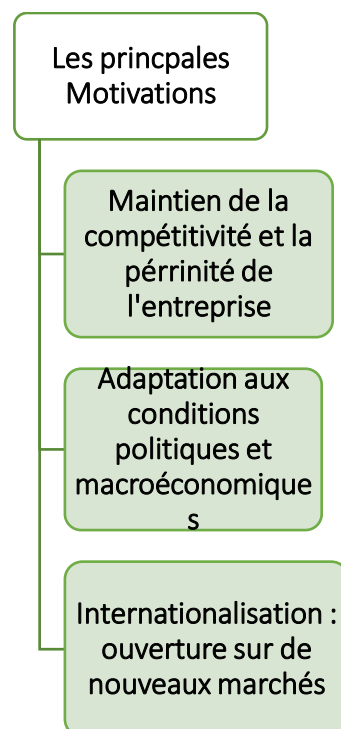 Les princpales
Motivations
Maintien de la
compétitivité et la
pérrinité de
l'entreprise
Adaptation aux
conditions
politiques et
macroéconomique
s
Internationalisation :
ouverture sur de
nouveaux marchés